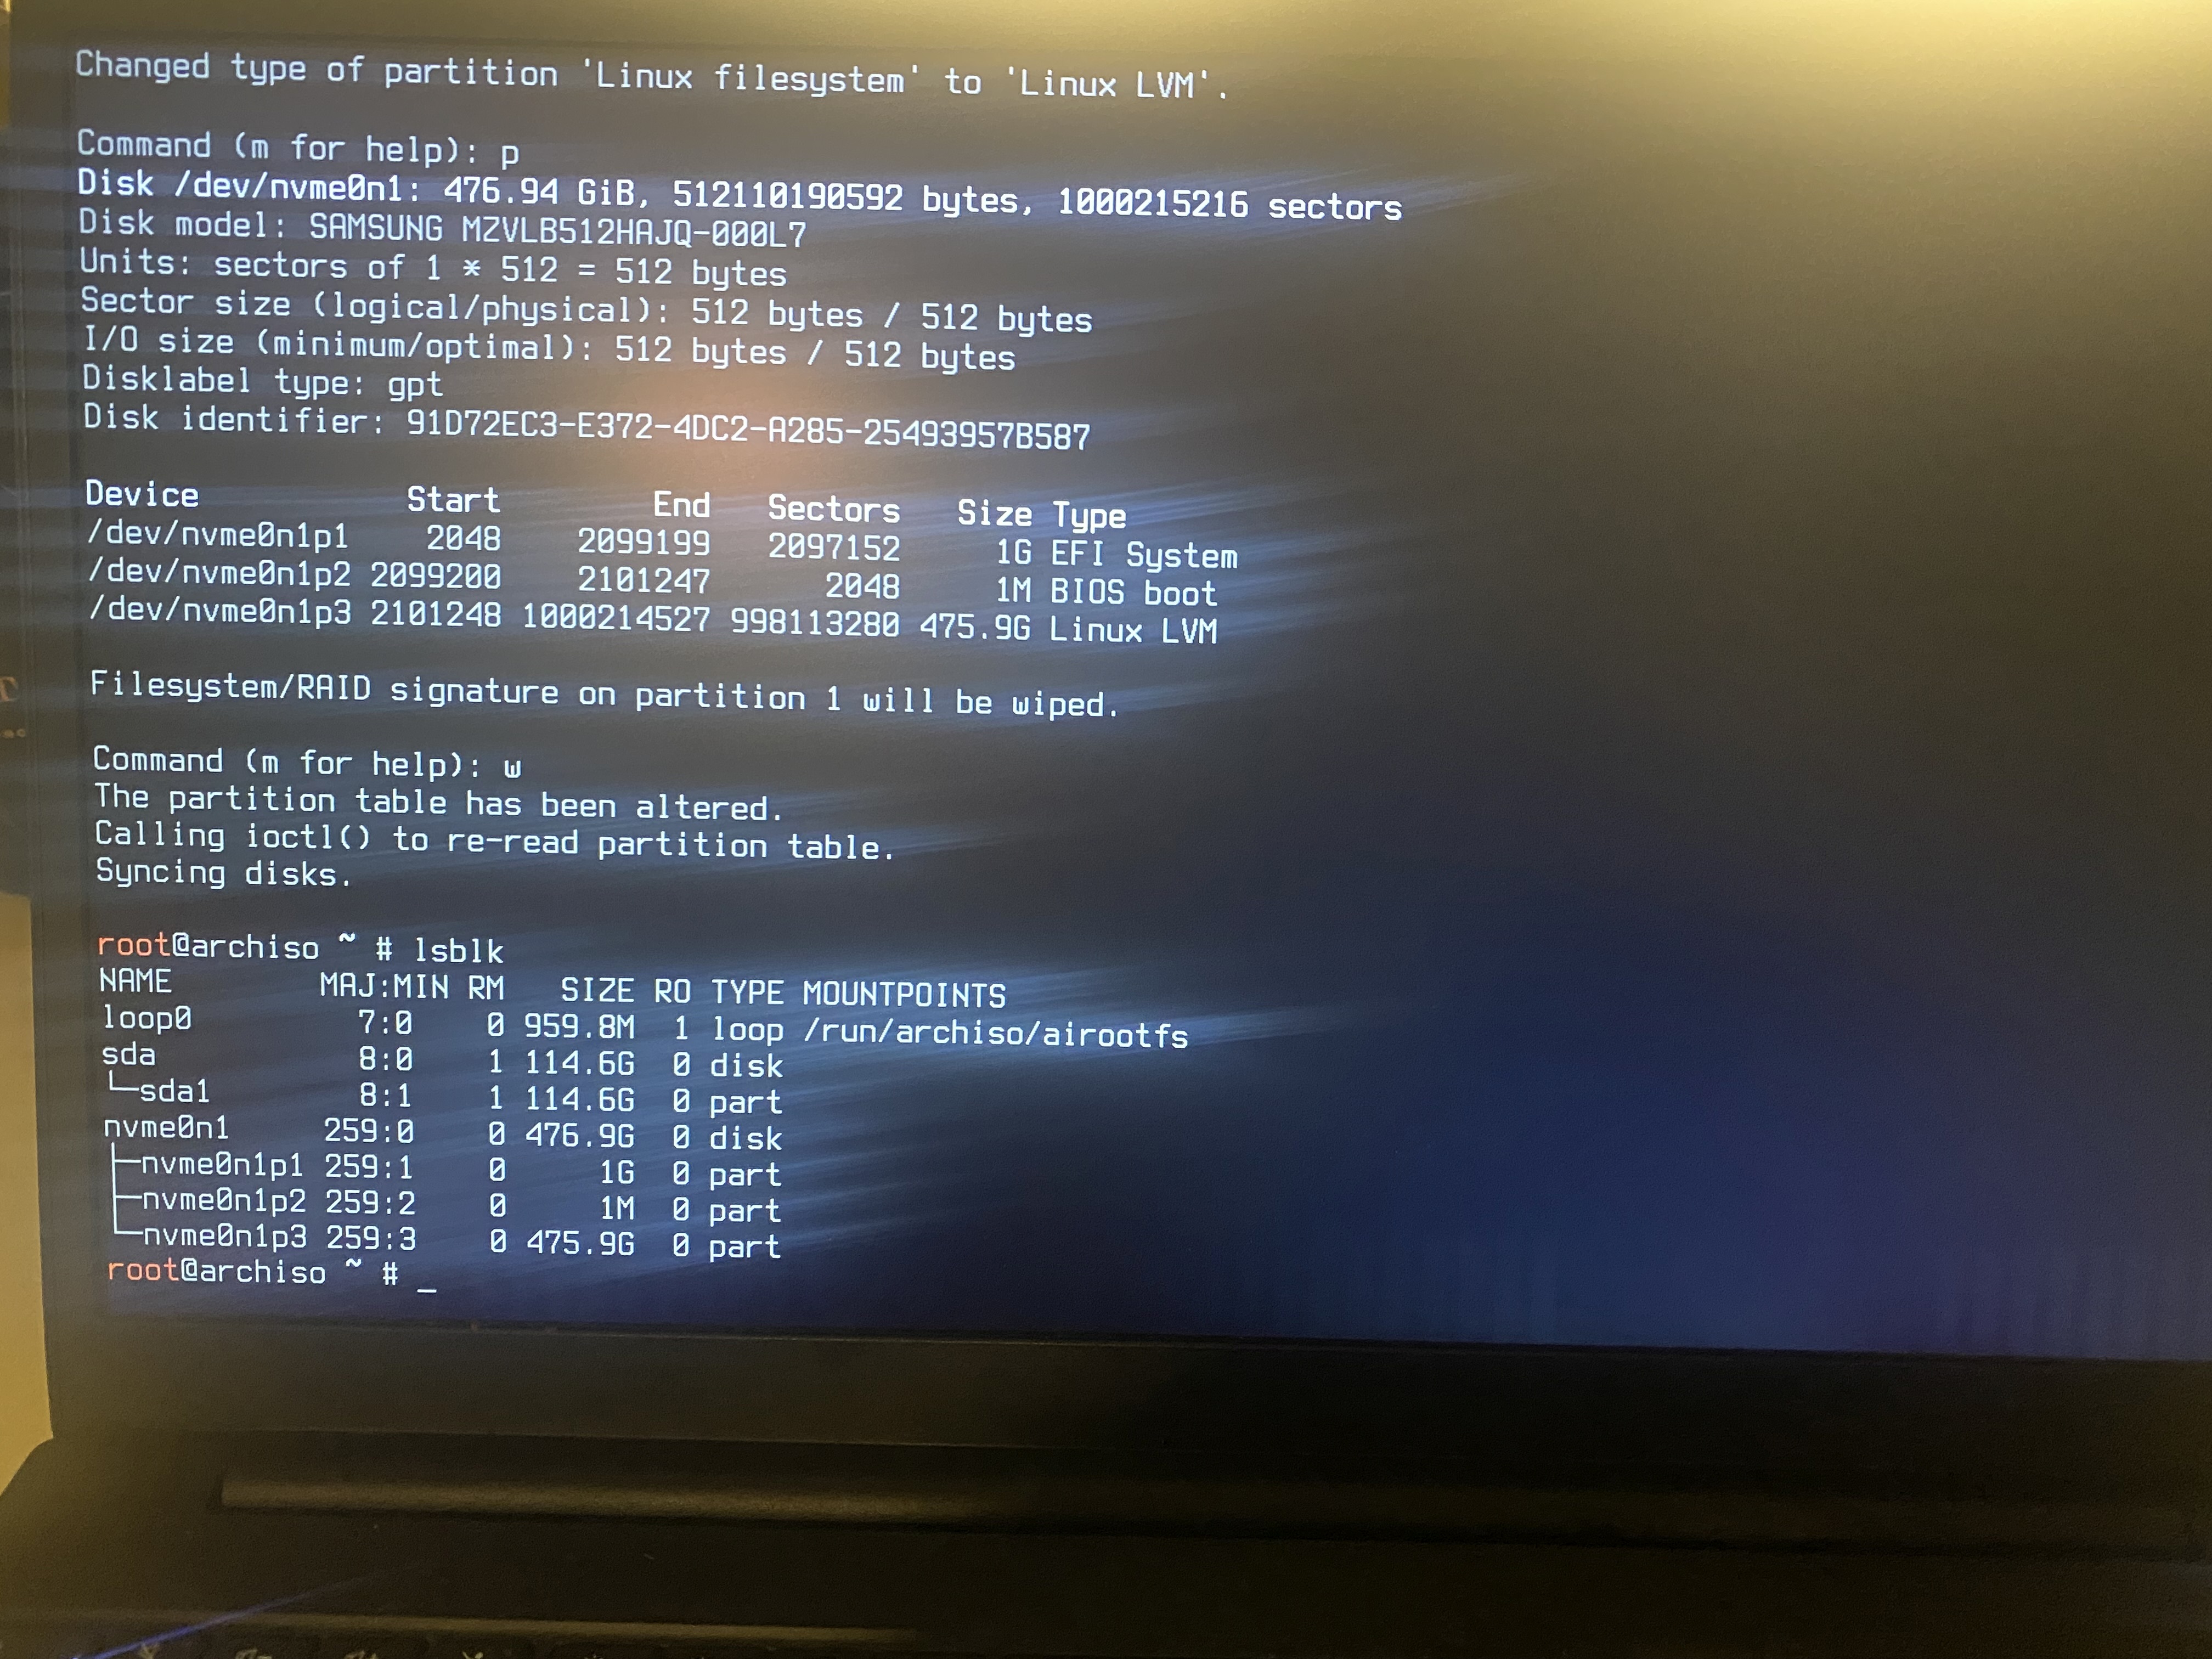 Changed type of partition 'Linux filesystem' to 'Linux LVM'.
Command (m for help): p
Disk /dev/nvme0n1: 476.94 GiB, 512110190592 bytes, 1000215216 sectors
Disk model: SAMSUNG MZVLB512HAJQ-000L7
Units: sectors of 1 * 512 = 512 bytes
Sector size (logical/physical): 512 bytes / 512 bytes
I/O size (minimum/optimal): 512 bytes / 512 bytes
Disklabel type: gpt
Disk identifier: 91D72EC3-E372-4DC2-A285-25493957B587
Device Start End Sectors Size Type
/dev/nvme0n1p1 2048 2099199 2097152 1G EFI System
/dev/nvme0n1p2 2099200 2101247 2048 1M BIOS boot
/dev/nvme0n1p3 2101248 1000214527 998113280 475.9G Linux LVM
Filesystem/RAID signature on partition 1 will be wiped.
Command (m for help): w
The partition table has been altered.
Calling ioctl() to re-read partition table.
Syncing disks.
root@archiso ~ # lsblk
NAME MAJ:MIN RM SIZE RO TYPE MOUNTPOINTS
loop0 7:0 0 959.8M 1 loop /run/archiso/airootfs
sda 8:0 1 114.6G 0 disk
└─sda1 8:1 1 114.6G 0 part
nvme0n1 259:0 0 476.9G 0 disk
├─nvme0n1p1 259:1 0 1G 0 part
├─nvme0n1p2 259:2 0 1M 0 part
└─nvme0n1p3 259:3 0 475.9G 0 part
root@archiso ~ # _